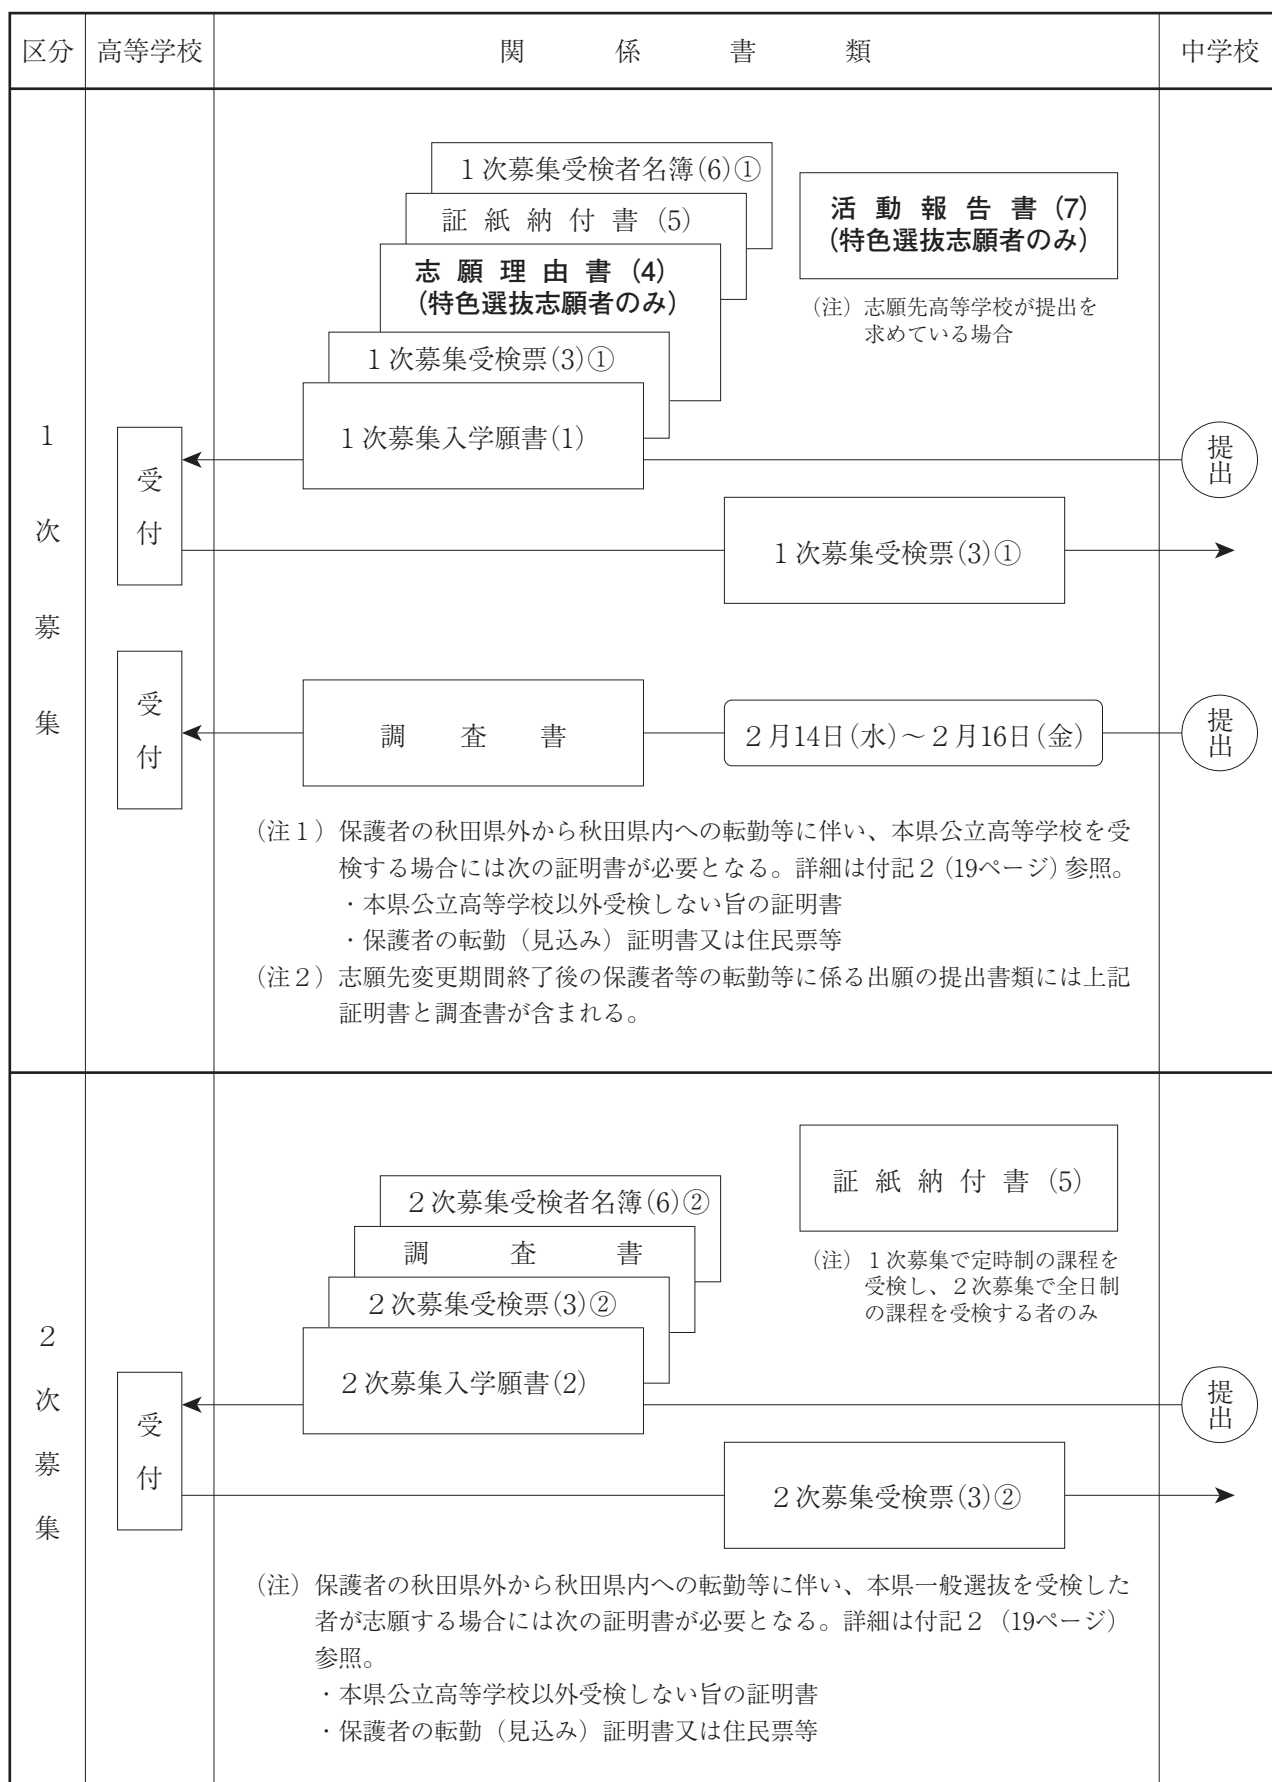 区分 高等学校 関係書類 中学校
1次募集
1次募集受検者名簿(6)①
証紙納付書(5)
志願理由書(4)
(特色選抜志願者のみ)
1次募集受検票(3)①
1次募集入学願書(1)
活動報告書(7)
(特色選抜志願者のみ)
(注)志願先高等学校が提出を
求めている場合
提出
受付
1次募集受検票(3)①
受付
調査書
2月14日(水)~2月16日(金)
提出
(注1)保護者の秋田県外から秋田県内への転勤等に伴い、本県公立高等学校を受
検する場合には次の証明書が必要となる。詳細は付記2(19ページ)参照。
・本県公立高等学校以外受検しない旨の証明書
・保護者の転勤(見込み)証明書又は住民票等
(注2)志願先変更期間終了後の保護者等の転勤等に係る出願の提出書類には上記
証明書と調査書が含まれる。
2次募集
2次募集受検者名簿(6)②
調査書
2次募集受検票(3)②
2次募集入学願書(2)
証紙納付書(5)
(注)1次募集で定時制の課程を
受検し、2次募集で全日制
の課程を受検する者のみ
提出
受付
2次募集受検票(3)②
(注)保護者の秋田県外から秋田県内への転勤等に伴い、本県一般選抜を受検した
者が志願する場合には次の証明書が必要となる。詳細は付記2(19ページ)
参照。
・本県公立高等学校以外受検しない旨の証明書
・保護者の転勤(見込み)証明書又は住民票等